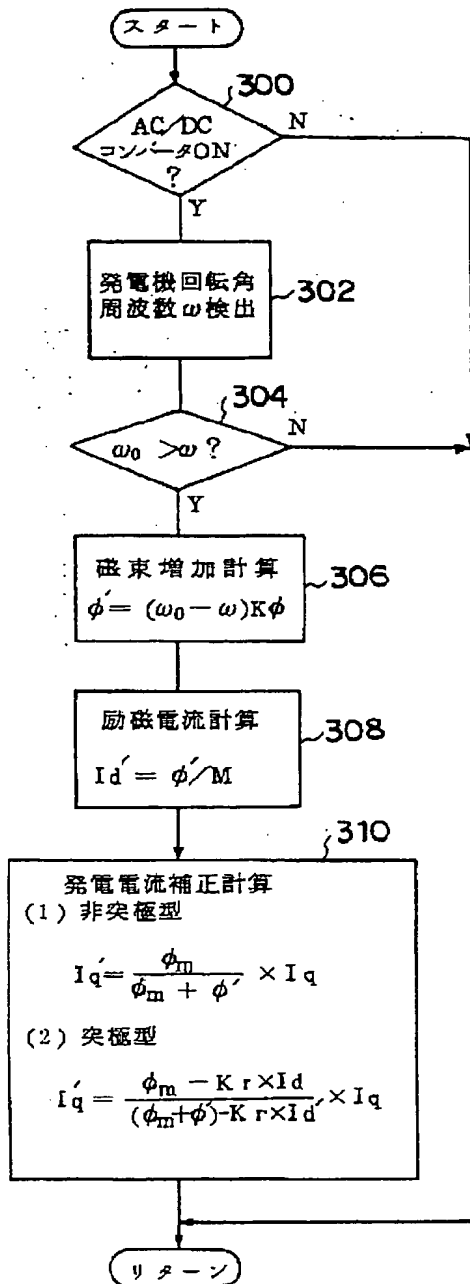 スタート
300
AC/DC
コンバータON
?
N
Y
発電機回転角
周波数ω検出
302
304
ω₀ >ω?
N
Y
磁束増加計算
φ′= (ω₀−ω)Kφ
306
励磁電流計算
Id′= φ′/M
308
310
発電電流補正計算
(1) 非突極型
Iq′= φm / (φm + φ′) × Iq
(2) 突極型
Iq′= (φm − Kr×Id) / ((φm+φ′)−Kr×Id′) × Iq
リターン